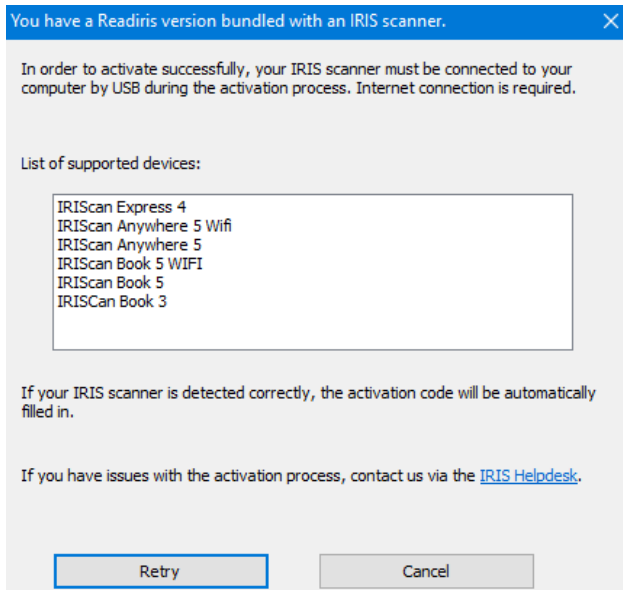 You have a Readiris version bundled with an IRIS scanner.
In order to activate successfully, your IRIS scanner must be connected to your
computer by USB during the activation process. Internet connection is required.
List of supported devices:
IRIScan Express 4
IRIScan Anywhere 5 Wifi
IRIScan Anywhere 5
IRIScan Book 5 WIFI
IRIScan Book 5
IRISCan Book 3
If your IRIS scanner is detected correctly, the activation code will be automatically
filled in.
If you have issues with the activation process, contact us via the IRIS Helpdesk.
Retry
Cancel